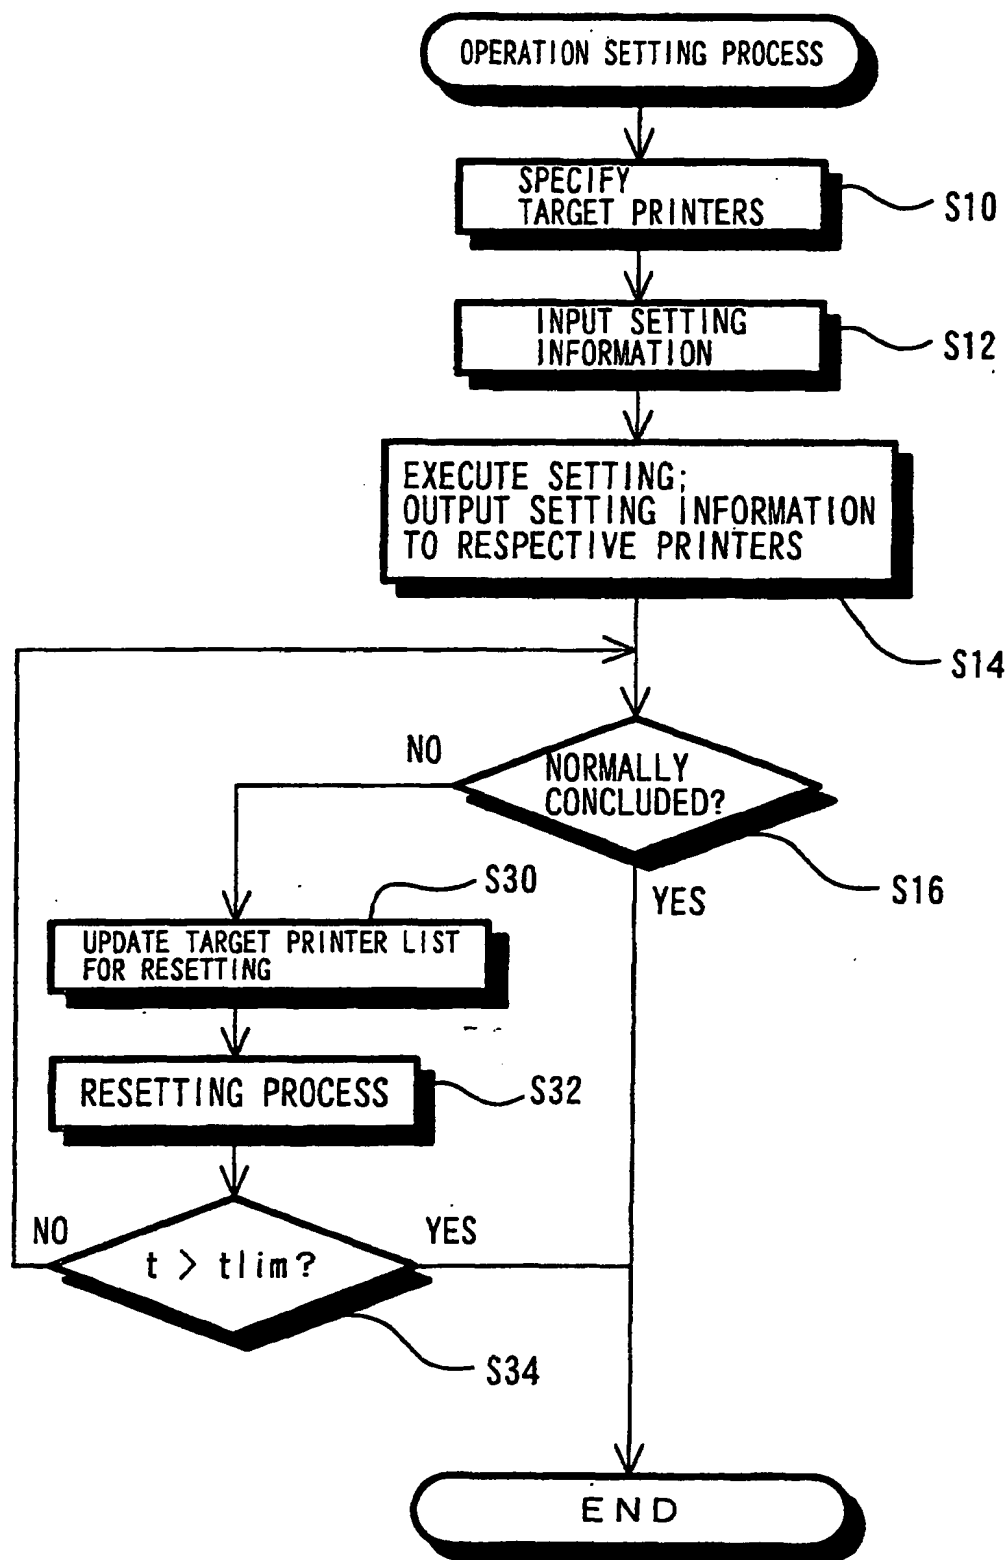 OPERATION SETTING PROCESS
SPECIFY
TARGET PRINTERS
S10
INPUT SETTING
INFORMATION
S12
EXECUTE SETTING;
OUTPUT SETTING INFORMATION
TO RESPECTIVE PRINTERS
S14
NORMALLY
CONCLUDED?
NO
YES
S16
S30
UPDATE TARGET PRINTER LIST
FOR RESETTING
RESETTING PROCESS
S32
NO
t > tlim?
YES
S34
END